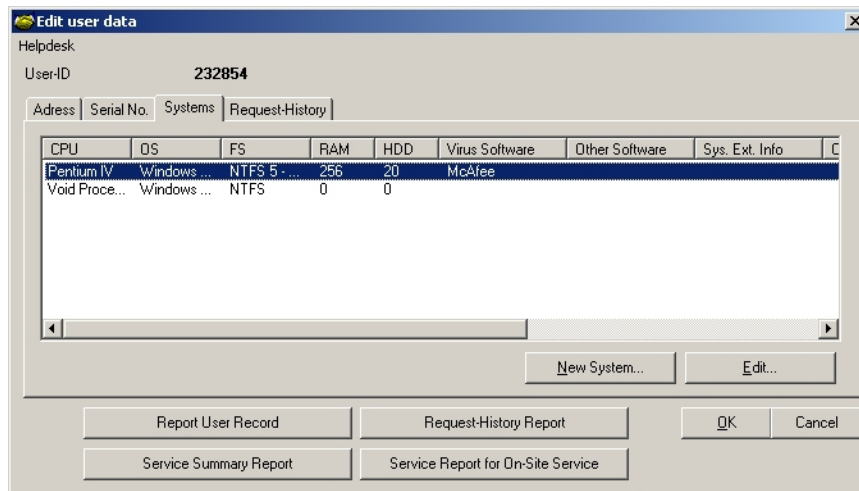 Edit user data
Helpdesk
User-ID 232854
Adress Serial No. Systems Request-History
CPU OS FS RAM HDD Virus Software Other Software Sys. Ext. Info C
Pentium IV Windows ... NTFS 5 - ... 256 20 McAfee
Void Proce... Windows ... NTFS 0 0
New System... Edit...
Report User Record Request-History Report OK Cancel
Service Summary Report Service Report for On-Site Service